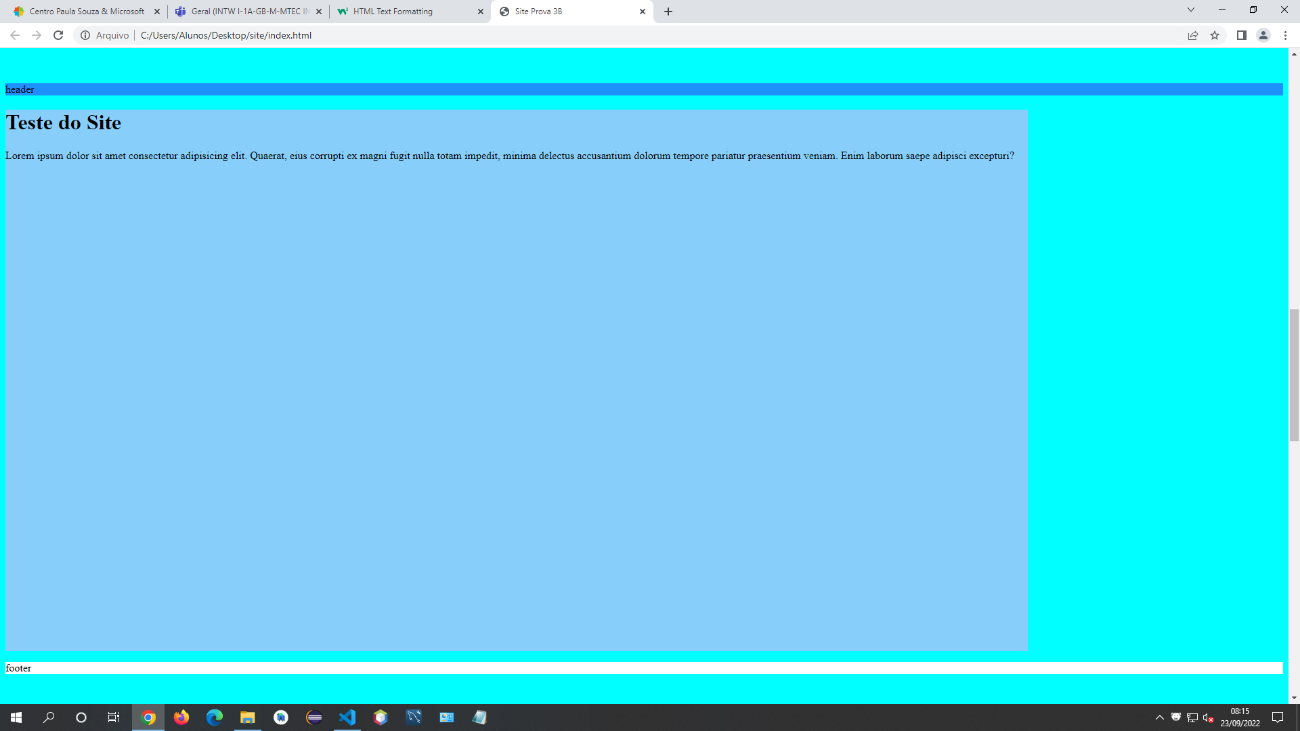 Centro Paula Souza & Microsoft
Geral (INTW I-1A-GB-M-MTEC IN
HTML Text Formatting
Site Prova 3B
Arquivo
C:/Users/Alunos/Desktop/site/index.html
header
Teste do Site
Lorem ipsum dolor sit amet consectetur adipisicing elit. Quaerat, eius corrupti ex magni fugit nulla totam impedit, minima delectus accusantium dolorum tempore pariatur praesentium veniam. Enim laborum saepe adipisci excepturi?
footer
08:15
23/09/2022